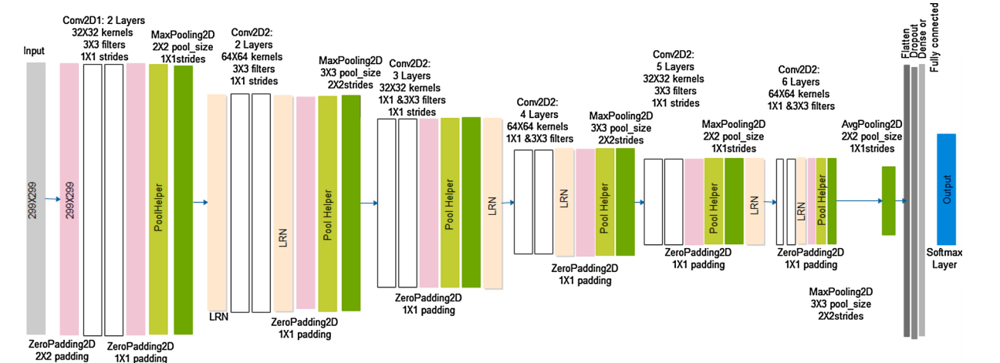 Input
299X299
299X299
ZeroPadding2D
2X2 padding
Conv2D1: 2 Layers
32X32 kernels
3X3 filters
1X1 strides
ZeroPadding2D
1X1 padding
PoolHelper
MaxPooling2D
2X2 pool_size
1X1strides
LRN
Conv2D2:
2 Layers
64X64 kernels
3X3 filters
1X1 strides
LRN
ZeroPadding2D
1X1 padding
Pool Helper
MaxPooling2D
3X3 pool_size
2X2strides
Conv2D2:
3 Layers
32X32 kernels
1X1 &3X3 filters
1X1 strides
ZeroPadding2D
1X1 padding
Pool Helper
LRN
Conv2D2:
4 Layers
64X64 kernels
1X1 &3X3 filters
LRN
ZeroPadding2D
1X1 padding
Pool Helper
MaxPooling2D
3X3 pool_size
2X2strides
Conv2D2:
5 Layers
32X32 kernels
3X3 filters
1X1 strides
ZeroPadding2D
1X1 padding
Pool Helper
MaxPooling2D
2X2 pool_size
1X1strides
LRN
Conv2D2:
6 Layers
64X64 kernels
1X1 &3X3 filters
LRN
Pool Helper
ZeroPadding2D
1X1 padding
MaxPooling2D
3X3 pool_size
2X2strides
AvgPooling2D
2X2 pool_size
1X1strides
Flatten
Dropout
Dense or
Fully connected
Output
Softmax
Layer